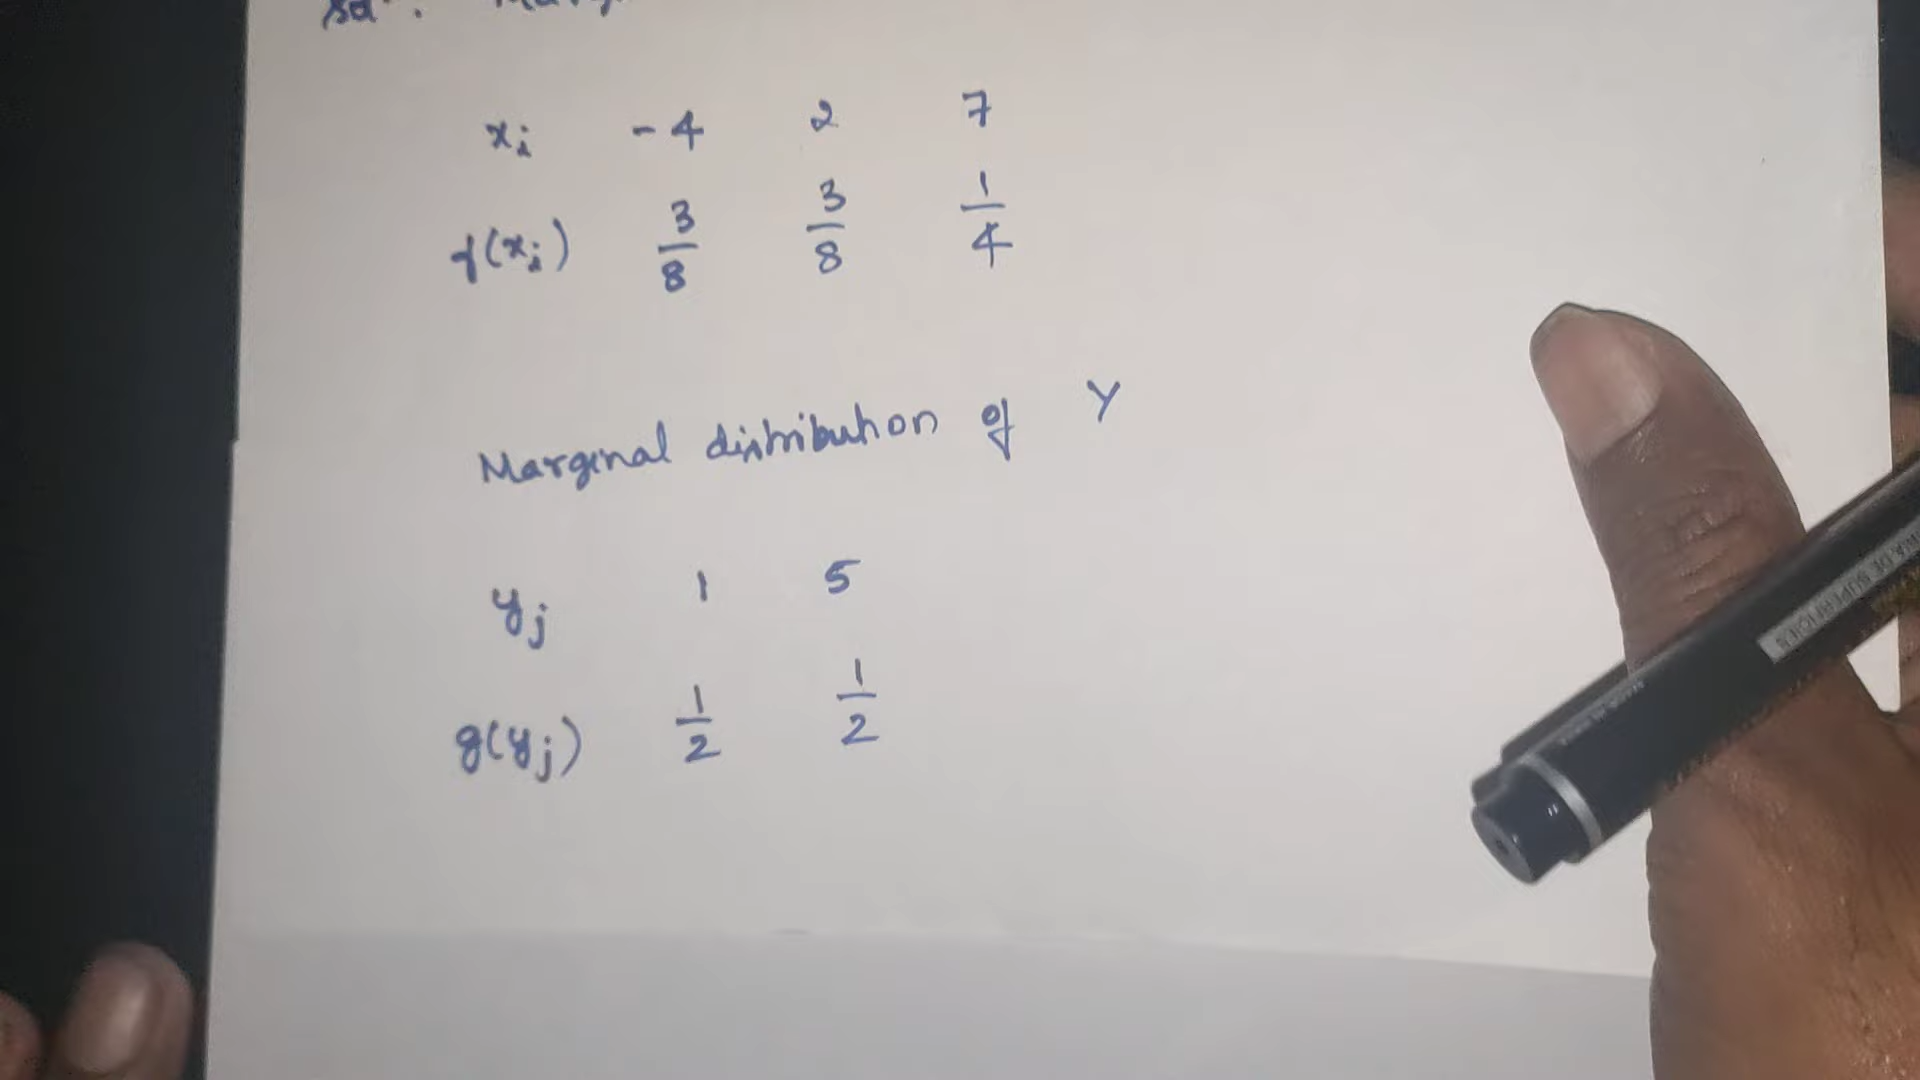 xᵢ -4 2 7
f(xᵢ) 3/8 3/8 1/4
Marginal distribution of Y
yⱼ 1 5
g(yⱼ) 1/2 1/2